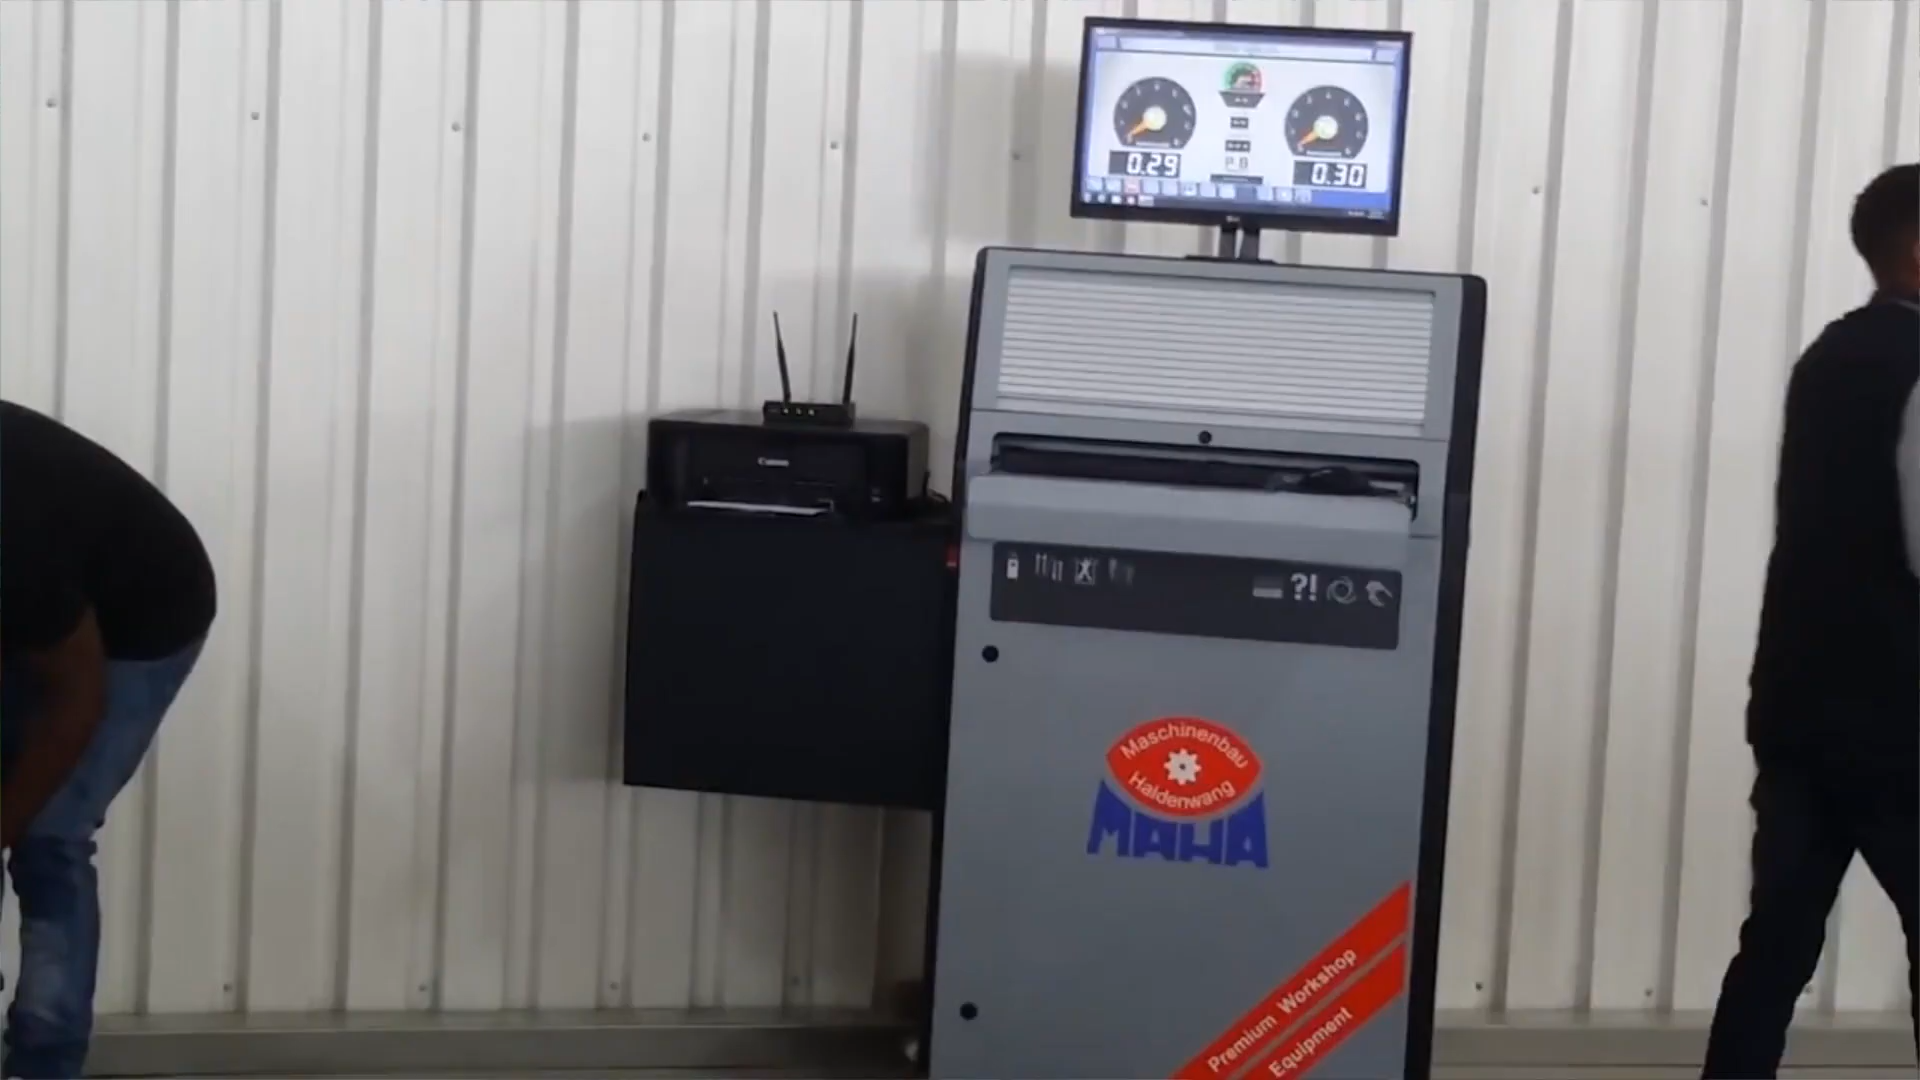 0.29
0.30
Canon
?!
Maschinenbau
Haldenwang
MAHA
Premium Workshop
Equipment